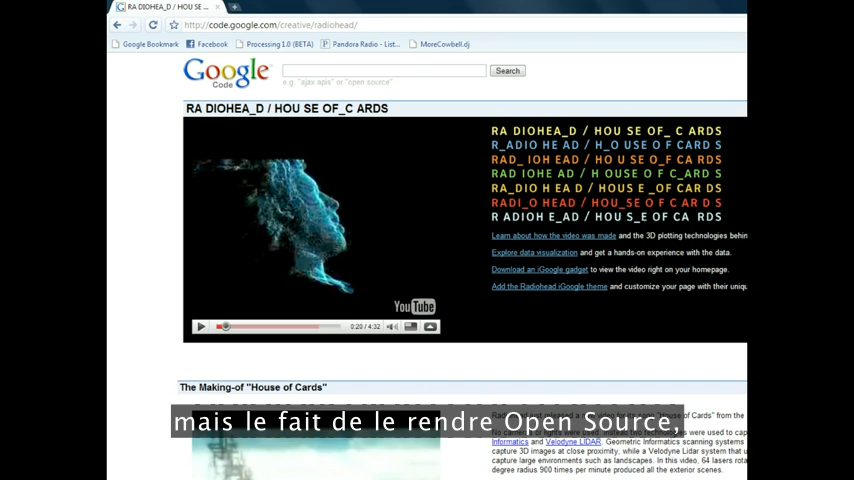 RA DIOHEA_D / HOU SE ...
http://code.google.com/creative/radiohead/
Google Bookmark
Facebook
Processing 1.0 (BETA)
Pandora Radio - List...
MoreCowbell.dj
Google
Code
Search
e.g. "ajax apis" or "open source"
RA DIOHEA_D / HOU SE OF_C ARDS
RA DIOHEA_D / HOU SE OF_ C ARDS
R_ADIO HE AD / H_O USE O F CARD S
RAD_ IOH EAD / HO U SE O_F CA RDS
RAD IOHE AD / H OUSE O F C_ARD S
RA_DIO H EA D / HOUS E _OF CAR DS
RADI_O HEAD / HOU_SE O F C AR D S
R ADIOH E_AD / HOU S_E OF CA RDS
Learn about how the video was made and the 3D plotting technologies behin
Explore data visualization and get a hands-on experience with the data.
Download an iGoogle gadget to view the video right on your homepage.
Add the Radiohead iGoogle theme and customize your page with their uniqu
YouTube
0:20 / 4:32
The Making-of "House of Cards"
mais le fait de le rendre Open Source,
Informatics and Velodyne LIDAR. Geometric Informatics scanning systems
capture 3D images at close proximity, while a Velodyne Lidar system that u
capture large environments such as landscapes. In this video, 64 lasers rota
degree radius 900 times per minute produced all the exterior scenes.